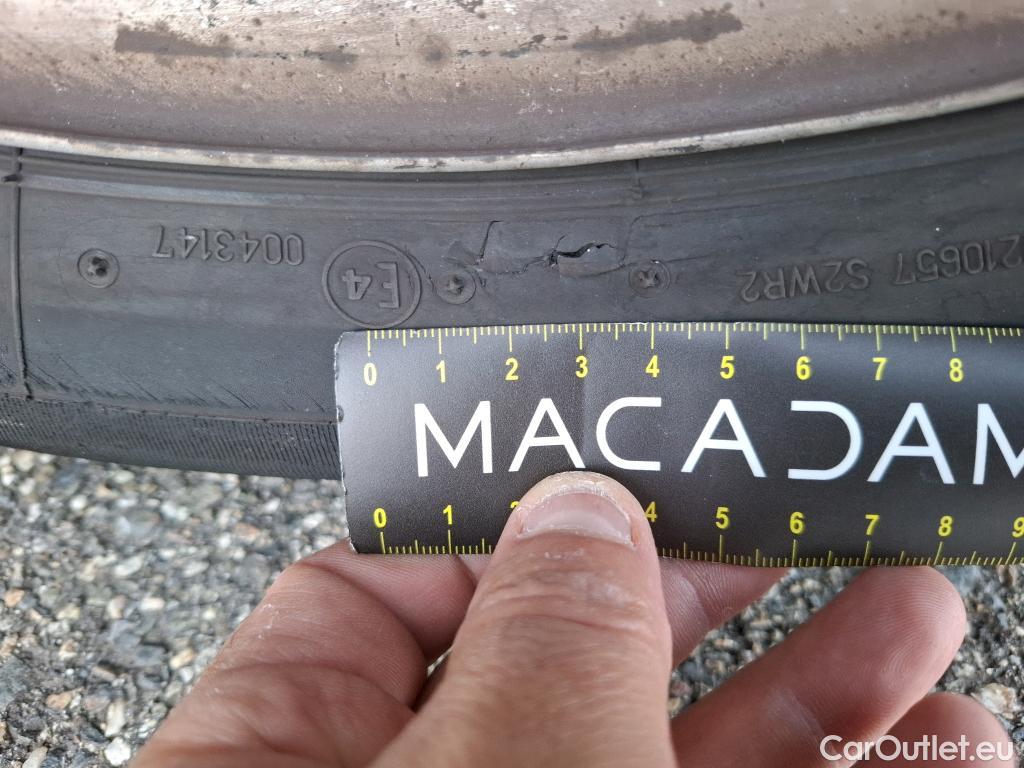 0043147
E4
210657 S2WR2
0 1 2 3 4 5 6 7 8
MACADAM
0 1 2 4 5 6 7 8 9
CarOutlet.eu